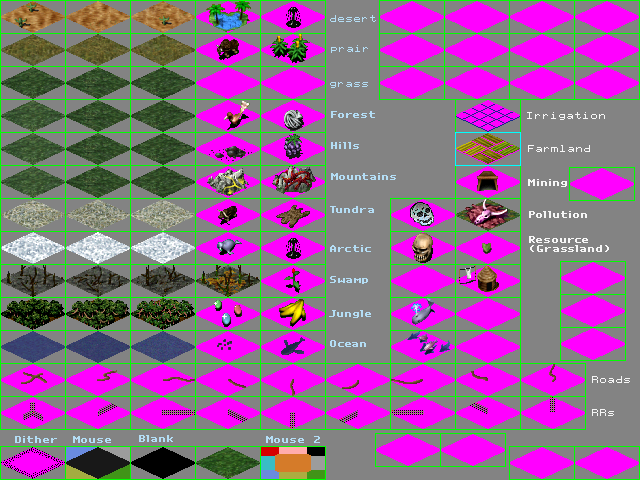 desert
prair
grass
Forest
Irrigation
Hills
Farmland
Mountains
Mining
Tundra
Pollution
Arctic
Resource
(Grassland)
Swamp
Jungle
Ocean
Roads
RRs
Dither Mouse Blank Mouse 2